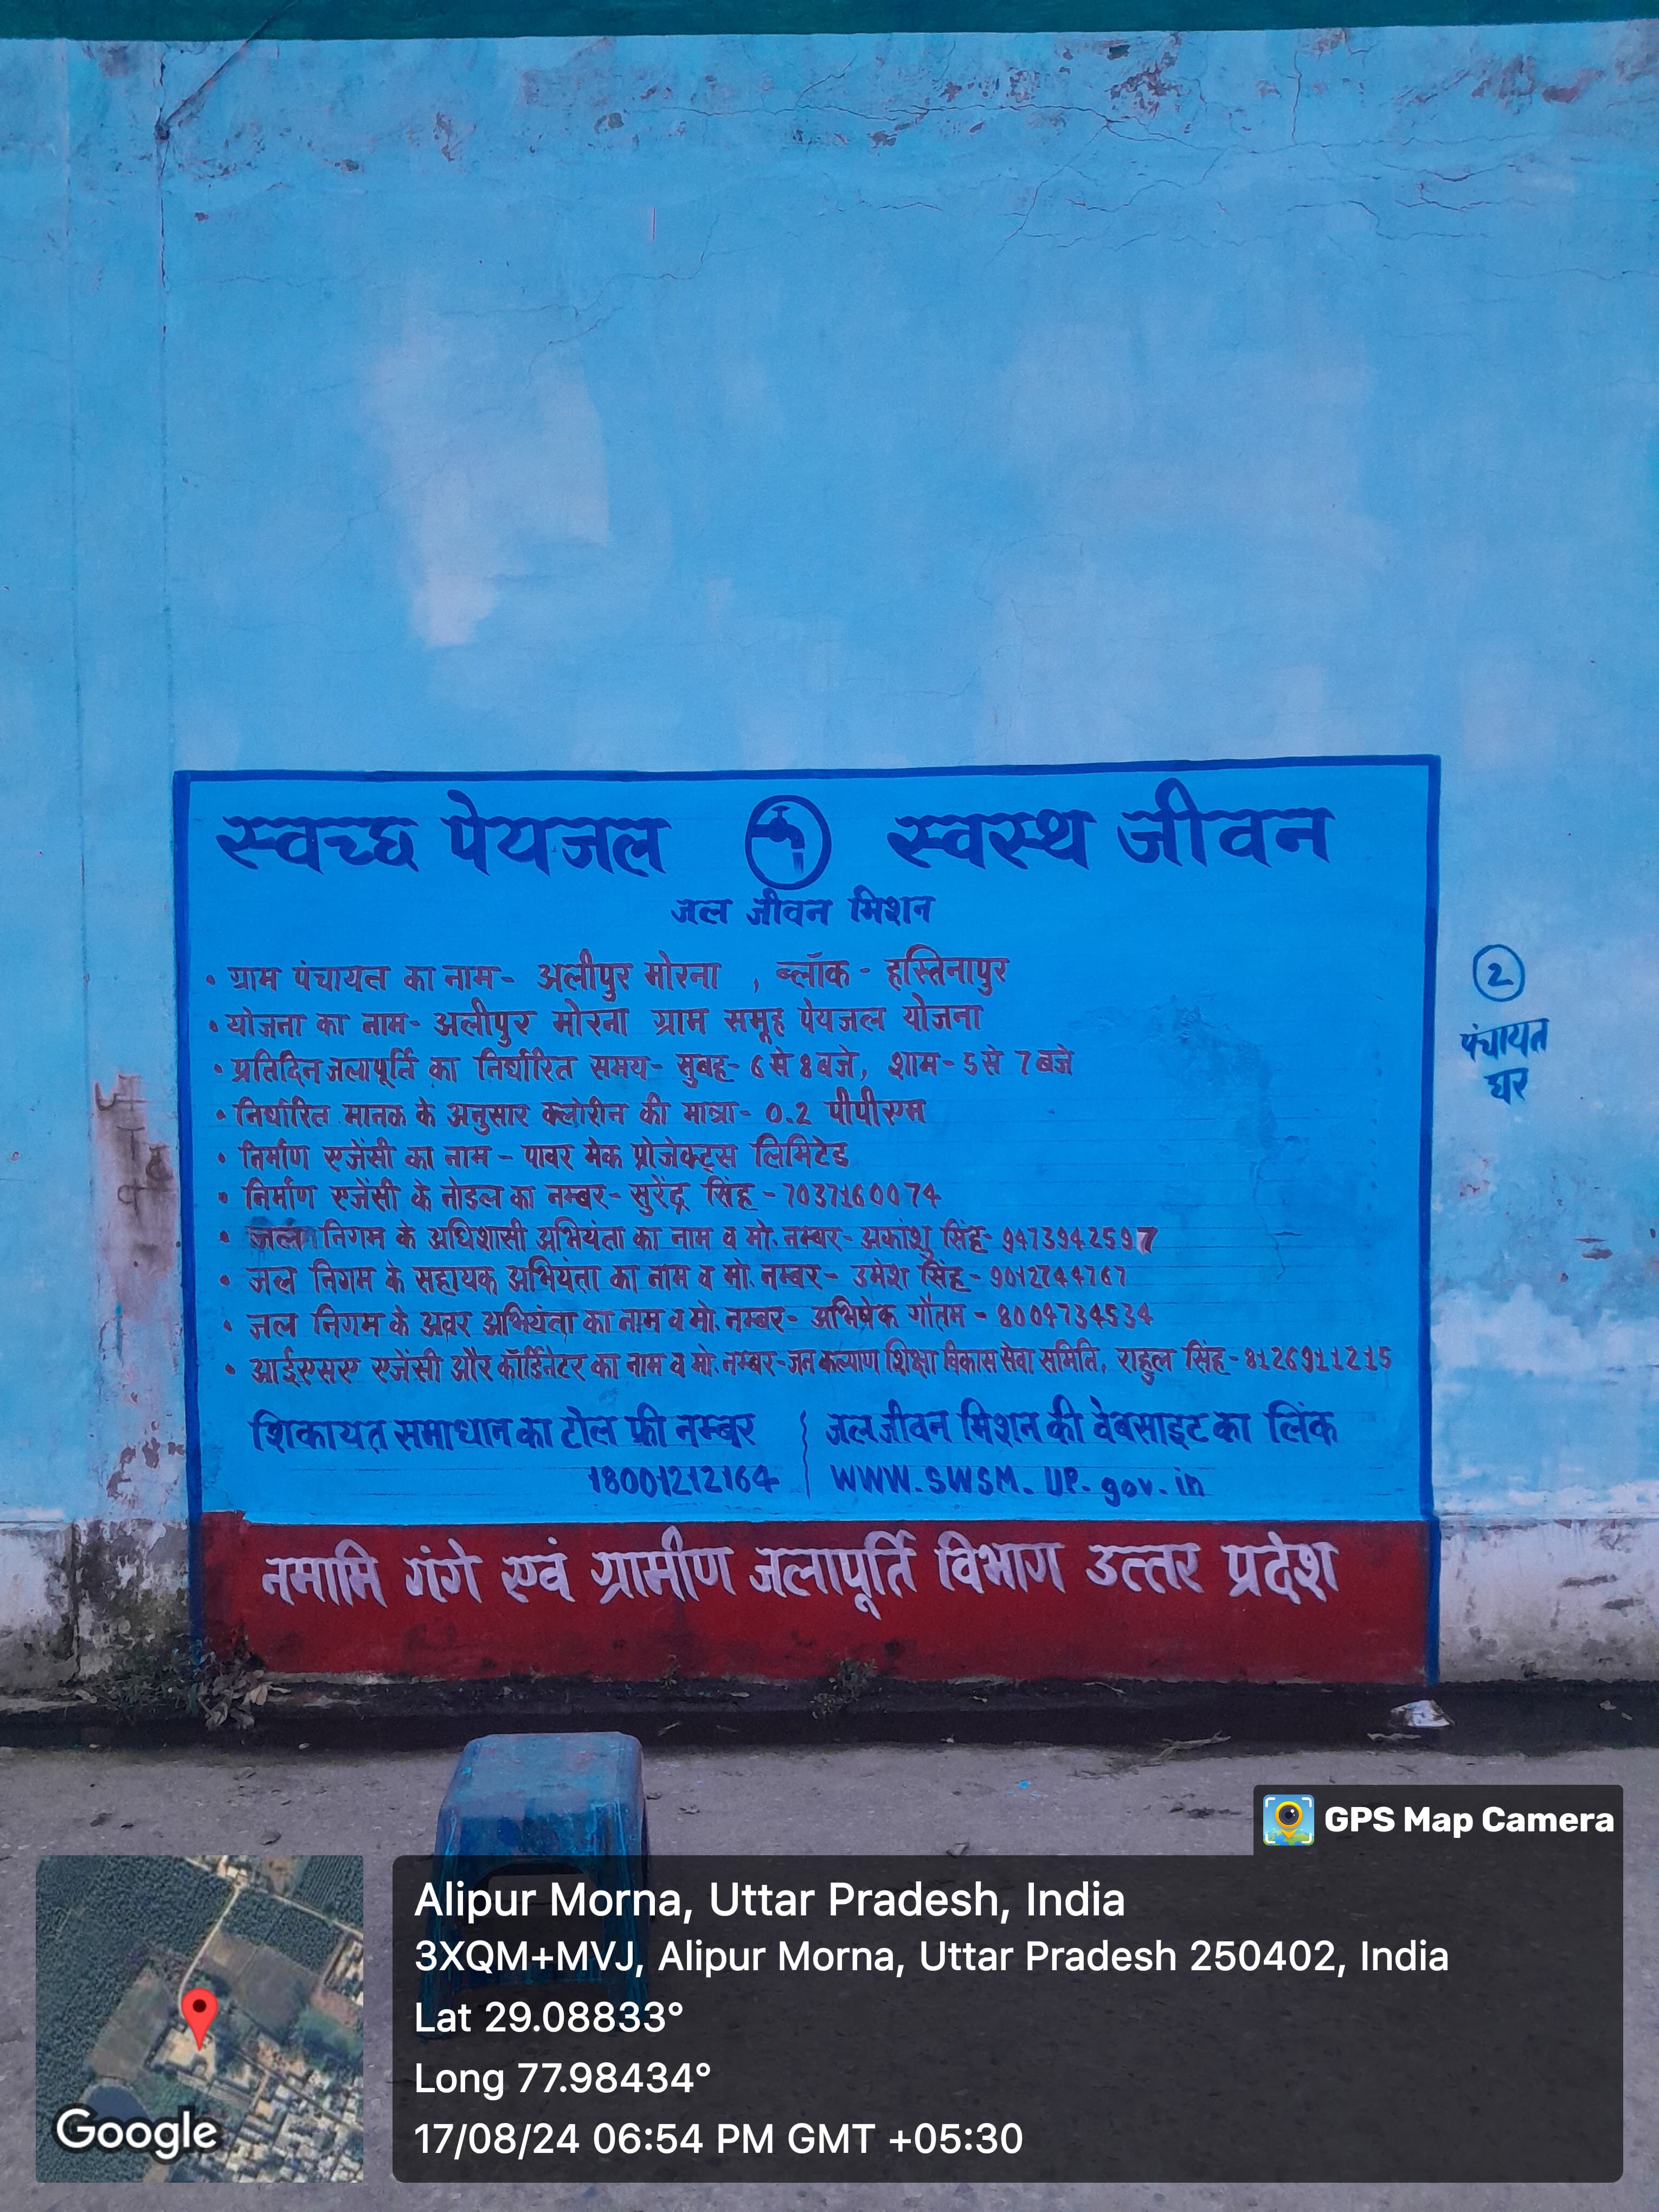 स्वच्छ पेयजल स्वस्थ जीवन
जल जीवन मिशन
• ग्राम पंचायत का नाम- अलीपुर मोरना , ब्लॉक - हस्तिनापुर
• योजना का नाम- अलीपुर मोरना ग्राम समूह पेयजल योजना
• प्रतिदिन जलापूर्ति का निर्धारित समय- सुबह- 6 से 8 बजे, शाम- 5 से 7 बजे
• निर्धारित मानक के अनुसार क्लोरीन की मात्रा- 0.2 पीपीएम
• निर्माण एजेंसी का नाम - पावर मेक प्रोजेक्ट्स लिमिटेड
• निर्माण एजेंसी के नोडल का नम्बर- सुरेंद्र सिंह - 7037160074
• जल निगम के अधिशासी अभियंता का नाम व मो. नम्बर- अकांशु सिंह- 9473942597
• जल निगम के सहायक अभियंता का नाम व मो. नम्बर- उमेश सिंह- 9012744767
• जल निगम के अवर अभियंता का नाम व मो. नम्बर- अभिषेक गौतम - 8004734534
• आईएसए एजेंसी और कॉर्डिनेटर का नाम व मो. नम्बर-जन कल्याण शिक्षा विकास सेवा समिति, राहुल सिंह-8126911215
शिकायत समाधान का टोल फ्री नम्बर
18001212164
जल जीवन मिशन की वेबसाइट का लिंक
WWW.SWSM.UP.gov.in
नमामि गंगे एवं ग्रामीण जलापूर्ति विभाग उत्तर प्रदेश
2
पंचायत
घर
GPS Map Camera
Alipur Morna, Uttar Pradesh, India
3XQM+MVJ, Alipur Morna, Uttar Pradesh 250402, India
Lat 29.08833°
Long 77.98434°
17/08/24 06:54 PM GMT +05:30
Google